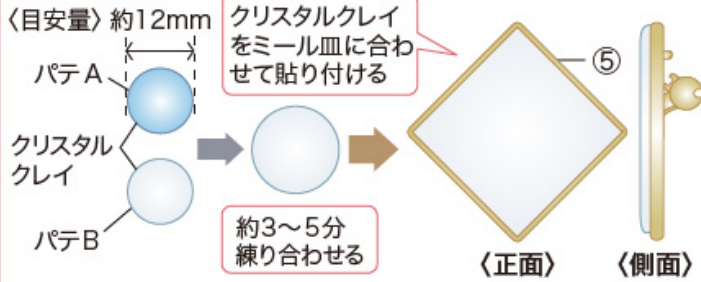 〈目安量〉約12mm
パテA
クリスタル
クレイ
パテB
約3〜5分
練り合わせる
クリスタルクレイ
をミール皿に合わ
せて貼り付ける
⑤
〈正面〉
〈側面〉